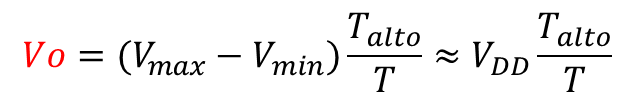 Vo = (V_max − V_min) T_alto/T ≈ V_DD T_alto/T